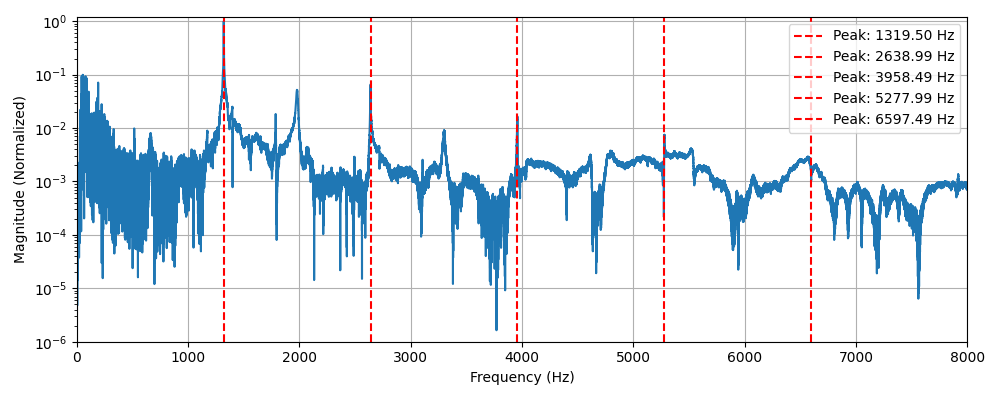 10⁰
10⁻¹
10⁻²
10⁻³
10⁻⁴
10⁻⁵
10⁻⁶
Magnitude (Normalized)
Peak: 1319.50 Hz
Peak: 2638.99 Hz
Peak: 3958.49 Hz
Peak: 5277.99 Hz
Peak: 6597.49 Hz
0 1000 2000 3000 4000 5000 6000 7000 8000
Frequency (Hz)